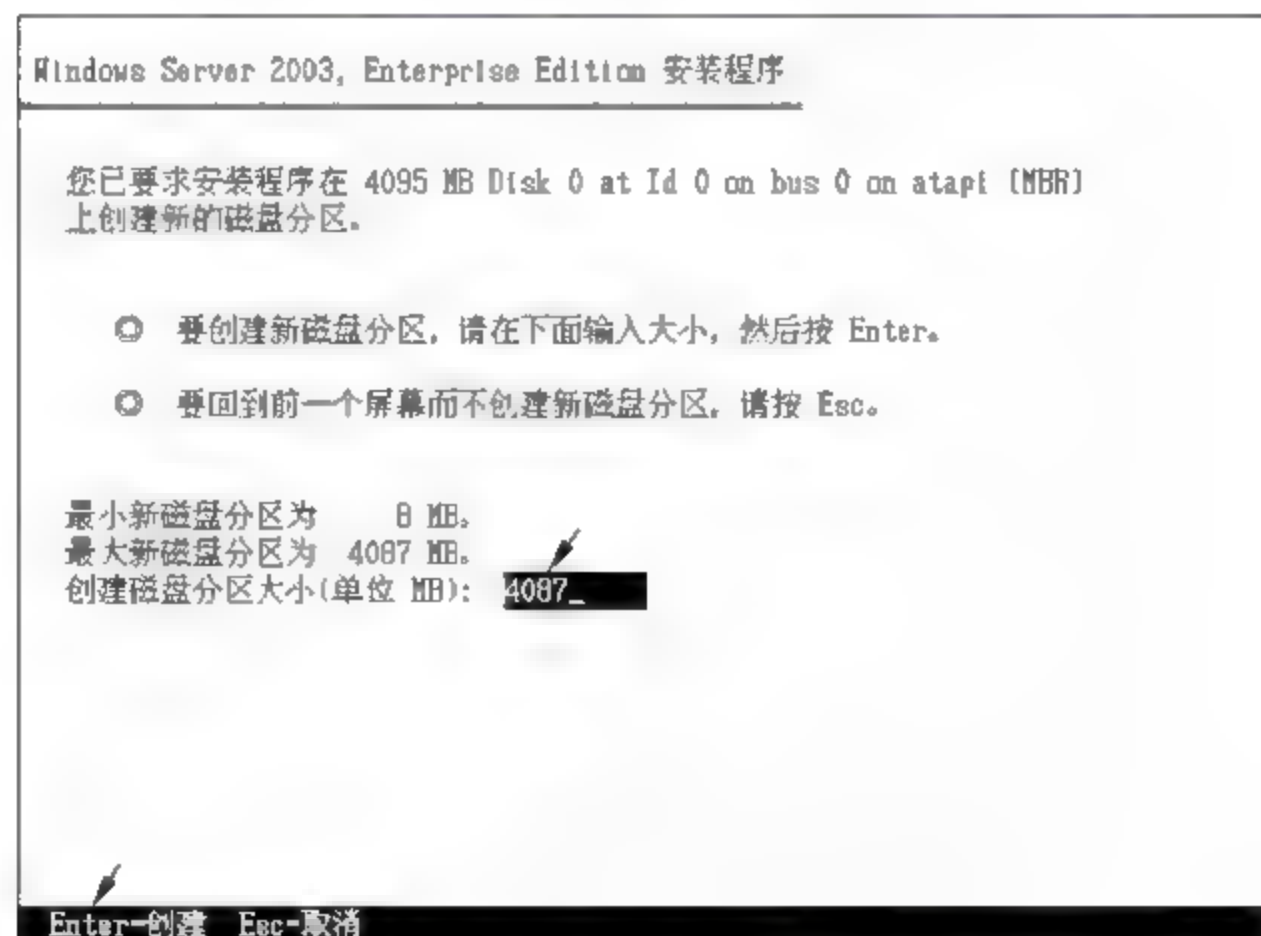 Windows Server 2003, Enterprise Edition 安装程序
您已要求安装程序在 4095 MB Disk 0 at Id 0 on bus 0 on atapi (MBR)
上创建新的磁盘分区。
要创建新磁盘分区，请在下面输入大小，然后按 Enter。
要回到前一个屏幕而不创建新磁盘分区，请按 Esc。
最小新磁盘分区为 8 MB。
最大新磁盘分区为 4087 MB。
创建磁盘分区大小(单位 MB): 4087_
Enter=创建 Esc=取消